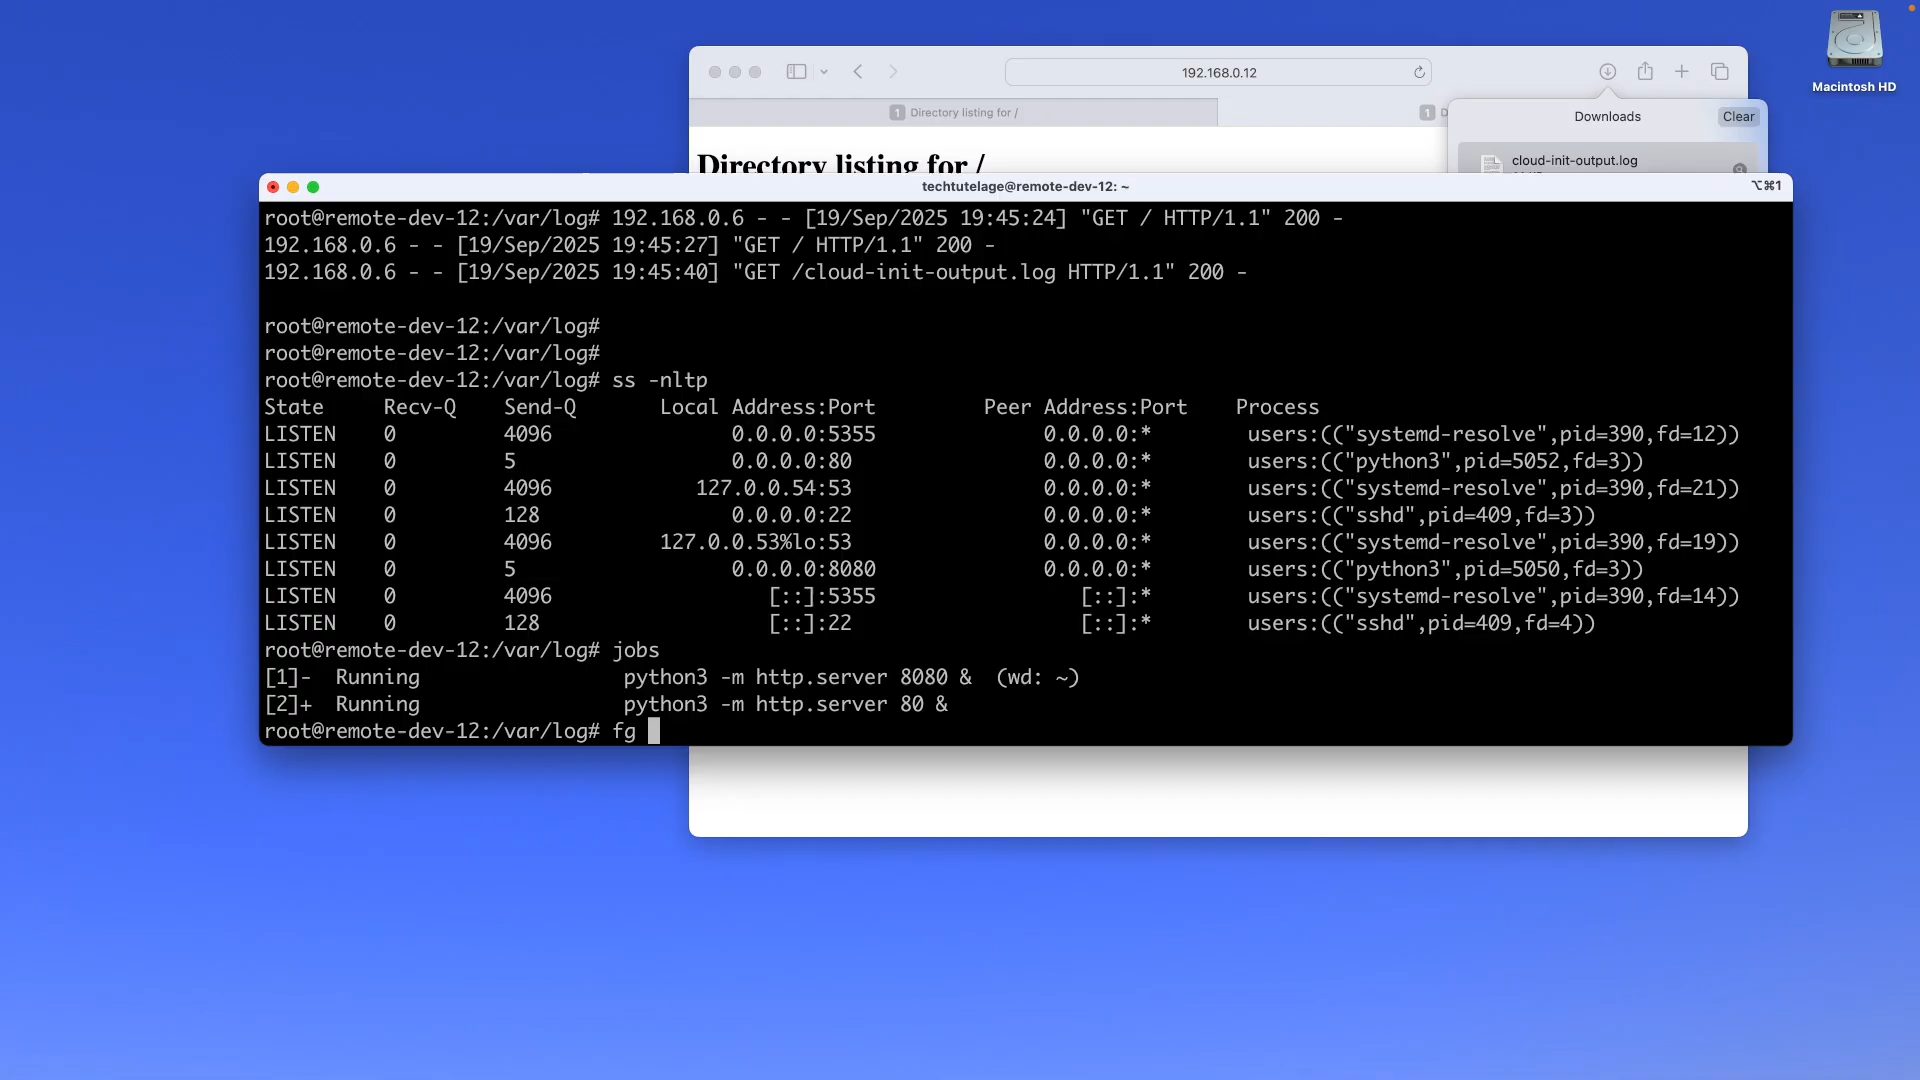 Macintosh HD
192.168.0.12
1 Directory listing for /
1 D
Downloads
Clear
Directory listing for /
cloud-init-output.log
techtutelage@remote-dev-12: ~
⌥⌘1
root@remote-dev-12:/var/log# 192.168.0.6 - - [19/Sep/2025 19:45:24] "GET / HTTP/1.1" 200 -
192.168.0.6 - - [19/Sep/2025 19:45:27] "GET / HTTP/1.1" 200 -
192.168.0.6 - - [19/Sep/2025 19:45:40] "GET /cloud-init-output.log HTTP/1.1" 200 -
root@remote-dev-12:/var/log#
root@remote-dev-12:/var/log#
root@remote-dev-12:/var/log# ss -nltp
State Recv-Q Send-Q Local Address:Port Peer Address:Port Process
LISTEN 0 4096 0.0.0.0:5355 0.0.0.0:* users:(("systemd-resolve",pid=390,fd=12))
LISTEN 0 5 0.0.0.0:80 0.0.0.0:* users:(("python3",pid=5052,fd=3))
LISTEN 0 4096 127.0.0.54:53 0.0.0.0:* users:(("systemd-resolve",pid=390,fd=21))
LISTEN 0 128 0.0.0.0:22 0.0.0.0:* users:(("sshd",pid=409,fd=3))
LISTEN 0 4096 127.0.0.53%lo:53 0.0.0.0:* users:(("systemd-resolve",pid=390,fd=19))
LISTEN 0 5 0.0.0.0:8080 0.0.0.0:* users:(("python3",pid=5050,fd=3))
LISTEN 0 4096 [::]:5355 [::]:* users:(("systemd-resolve",pid=390,fd=14))
LISTEN 0 128 [::]:22 [::]:* users:(("sshd",pid=409,fd=4))
root@remote-dev-12:/var/log# jobs
[1]- Running python3 -m http.server 8080 & (wd: ~)
[2]+ Running python3 -m http.server 80 &
root@remote-dev-12:/var/log# fg